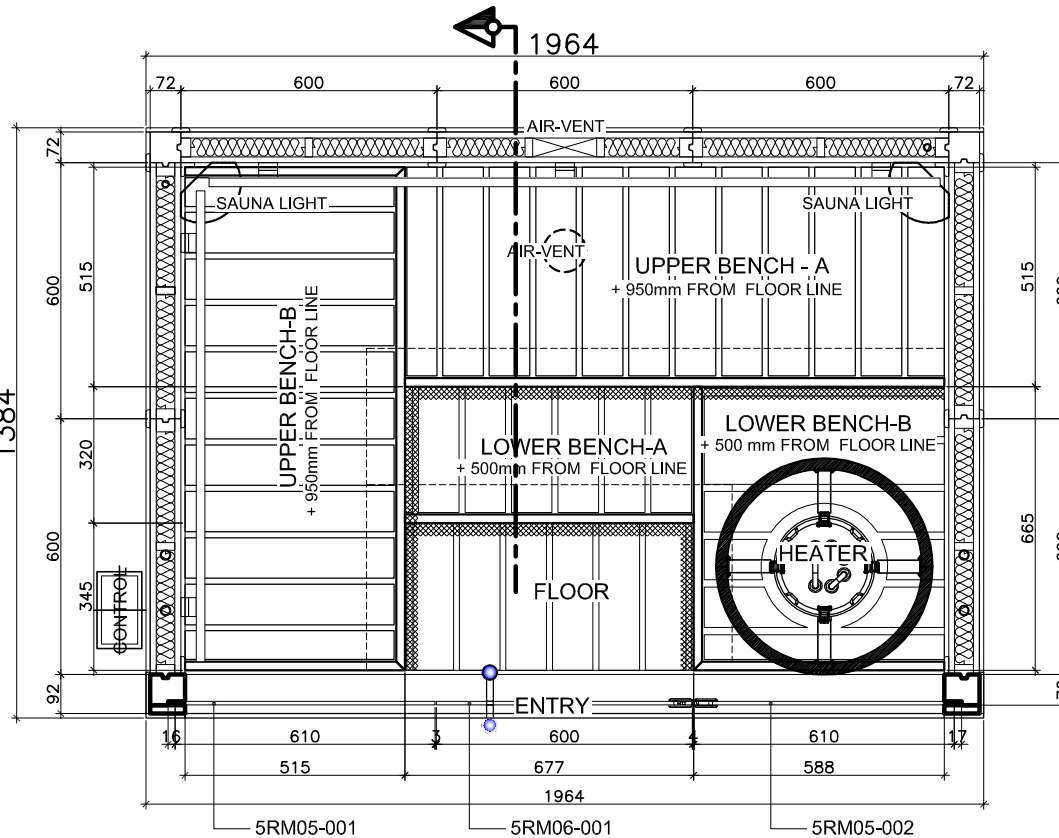 1964
72
600
600
600
72
AIR-VENT
72
SAUNA LIGHT
SAUNA LIGHT
AIR-VENT
UPPER BENCH - A
+ 950mm FROM FLOOR LINE
600
515
515
UPPER BENCH-B
+ 950mm FROM FLOOR LINE
1384
320
LOWER BENCH-A
+ 500mm FROM FLOOR LINE
LOWER BENCH-B
+ 500 mm FROM FLOOR LINE
600
345
665
HEATER
FLOOR
CONTROL
92
ENTRY
16
610
3
600
4
610
17
515
677
588
1964
5RM05-001
5RM06-001
5RM05-002